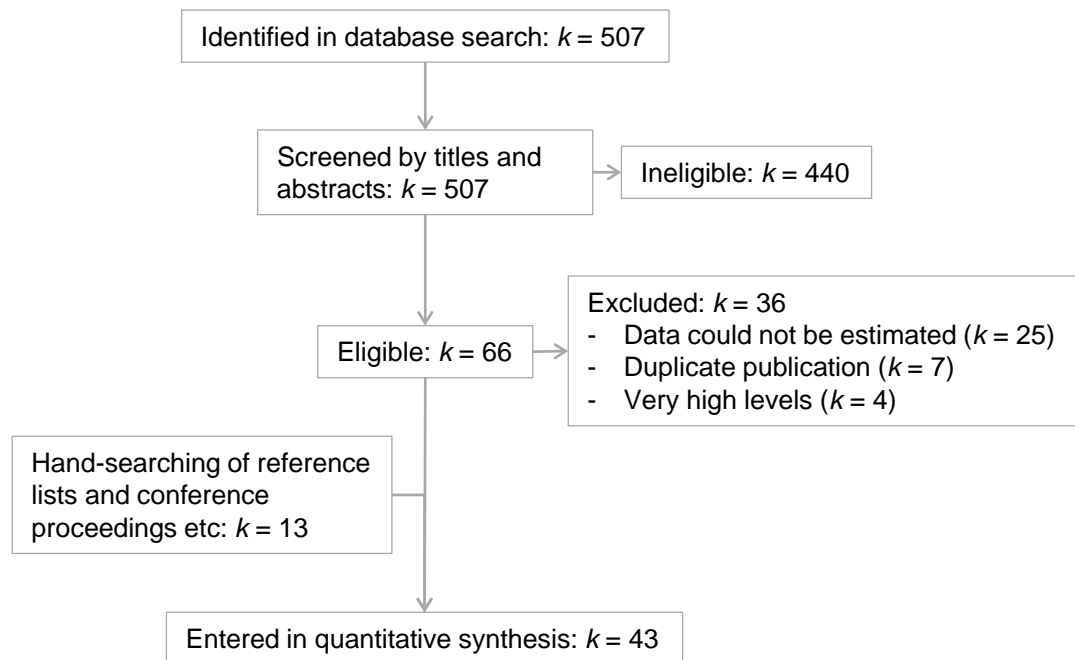 Identified in database search: k = 507
Screened by titles and
abstracts: k = 507
Ineligible: k = 440
Eligible: k = 66
Excluded: k = 36
- Data could not be estimated (k = 25)
- Duplicate publication (k = 7)
- Very high levels (k = 4)
Hand-searching of reference
lists and conference
proceedings etc: k = 13
Entered in quantitative synthesis: k = 43